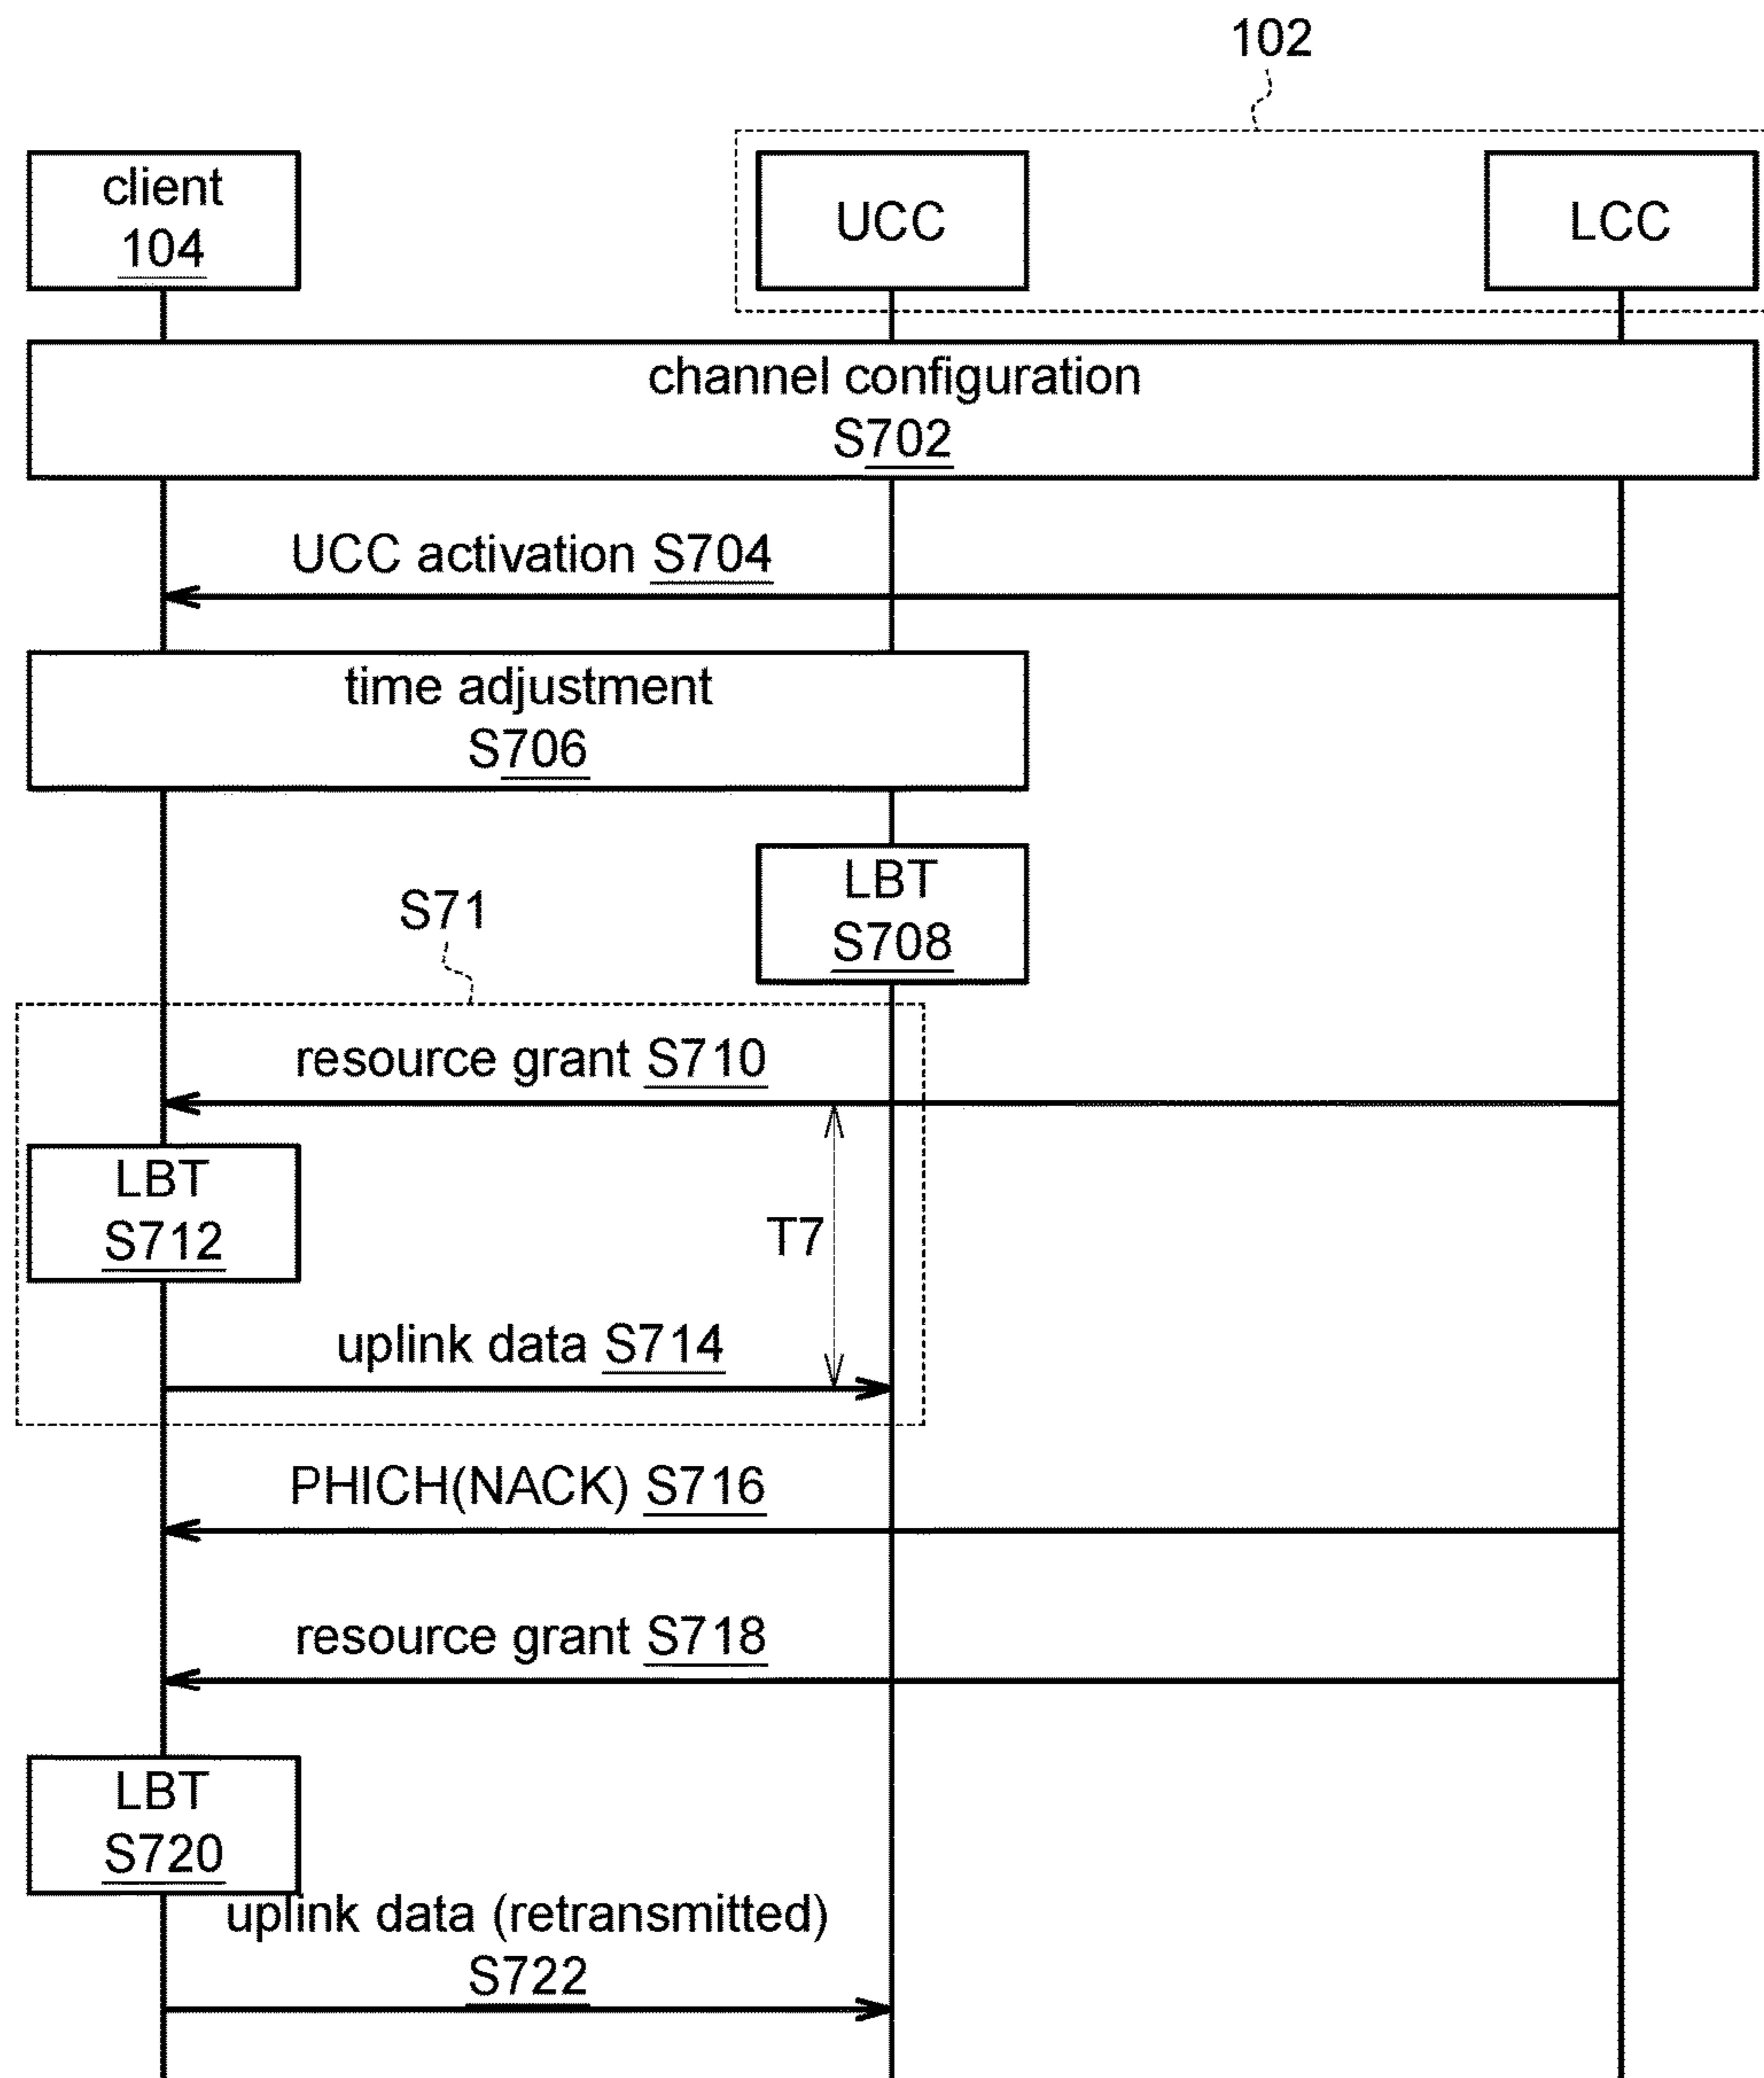 102
client
104
UCC
LCC
channel configuration
S702
UCC activation S704
time adjustment
S706
LBT
S708
S71
resource grant S710
LBT
S712
T7
uplink data S714
PHICH(NACK) S716
resource grant S718
LBT
S720
uplink data (retransmitted)
S722